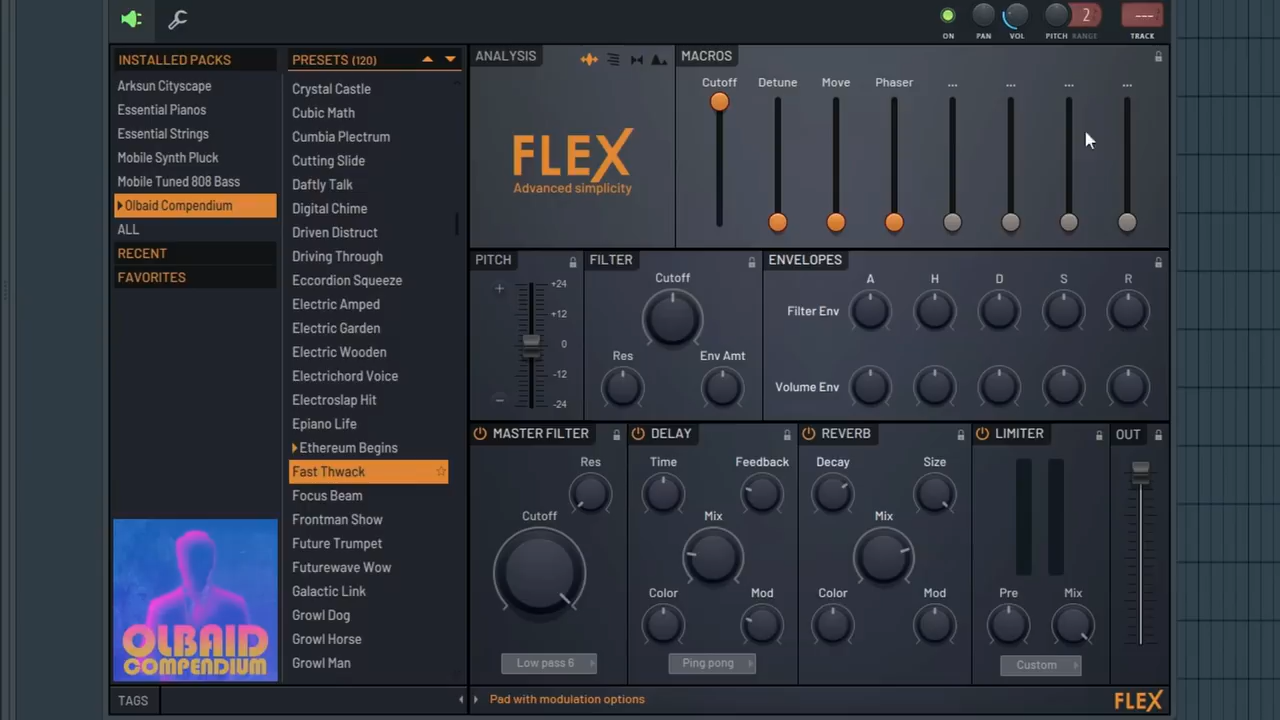 ON
PAN
VOL
PITCH RANGE
2
---
TRACK
INSTALLED PACKS
Arksun Cityscape
Essential Pianos
Essential Strings
Mobile Synth Pluck
Mobile Tuned 808 Bass
Olbaid Compendium
ALL
RECENT
FAVORITES
OLBAID
COMPENDIUM
TAGS
PRESETS (120)
Crystal Castle
Cubic Math
Cumbia Plectrum
Cutting Slide
Daftly Talk
Digital Chime
Driven Distruct
Driving Through
Eccordion Squeeze
Electric Amped
Electric Garden
Electric Wooden
Electrichord Voice
Electroslap Hit
Epiano Life
Ethereum Begins
Fast Thwack
Focus Beam
Frontman Show
Future Trumpet
Futurewave Wow
Galactic Link
Growl Dog
Growl Horse
Growl Man
ANALYSIS
FLEX
Advanced simplicity
MACROS
Cutoff Detune Move Phaser ... ... ... ...
PITCH
+24
+12
0
-12
-24
FILTER
Cutoff
Res Env Amt
ENVELOPES
A H D S R
Filter Env
Volume Env
MASTER FILTER
Res
Cutoff
Low pass 6
DELAY
Time Feedback
Mix
Color Mod
Ping pong
REVERB
Decay Size
Mix
Color Mod
LIMITER
Pre Mix
Custom
OUT
Pad with modulation options
FLEX